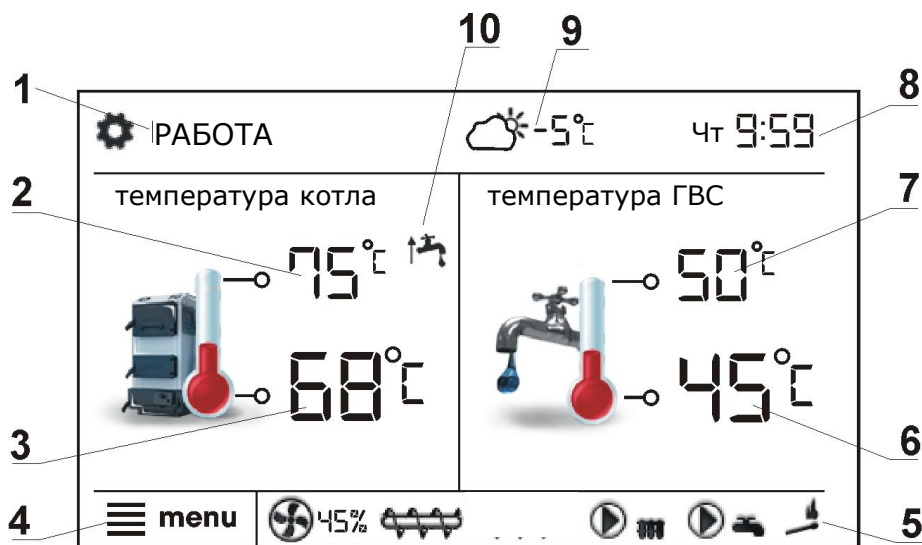 10 9
1 8
РАБОТА -5°C Чт 9:59
температура котла температура ГВС
2 7
75°C 50°C
68°C 45°C
3 6
4 menu 45% 5